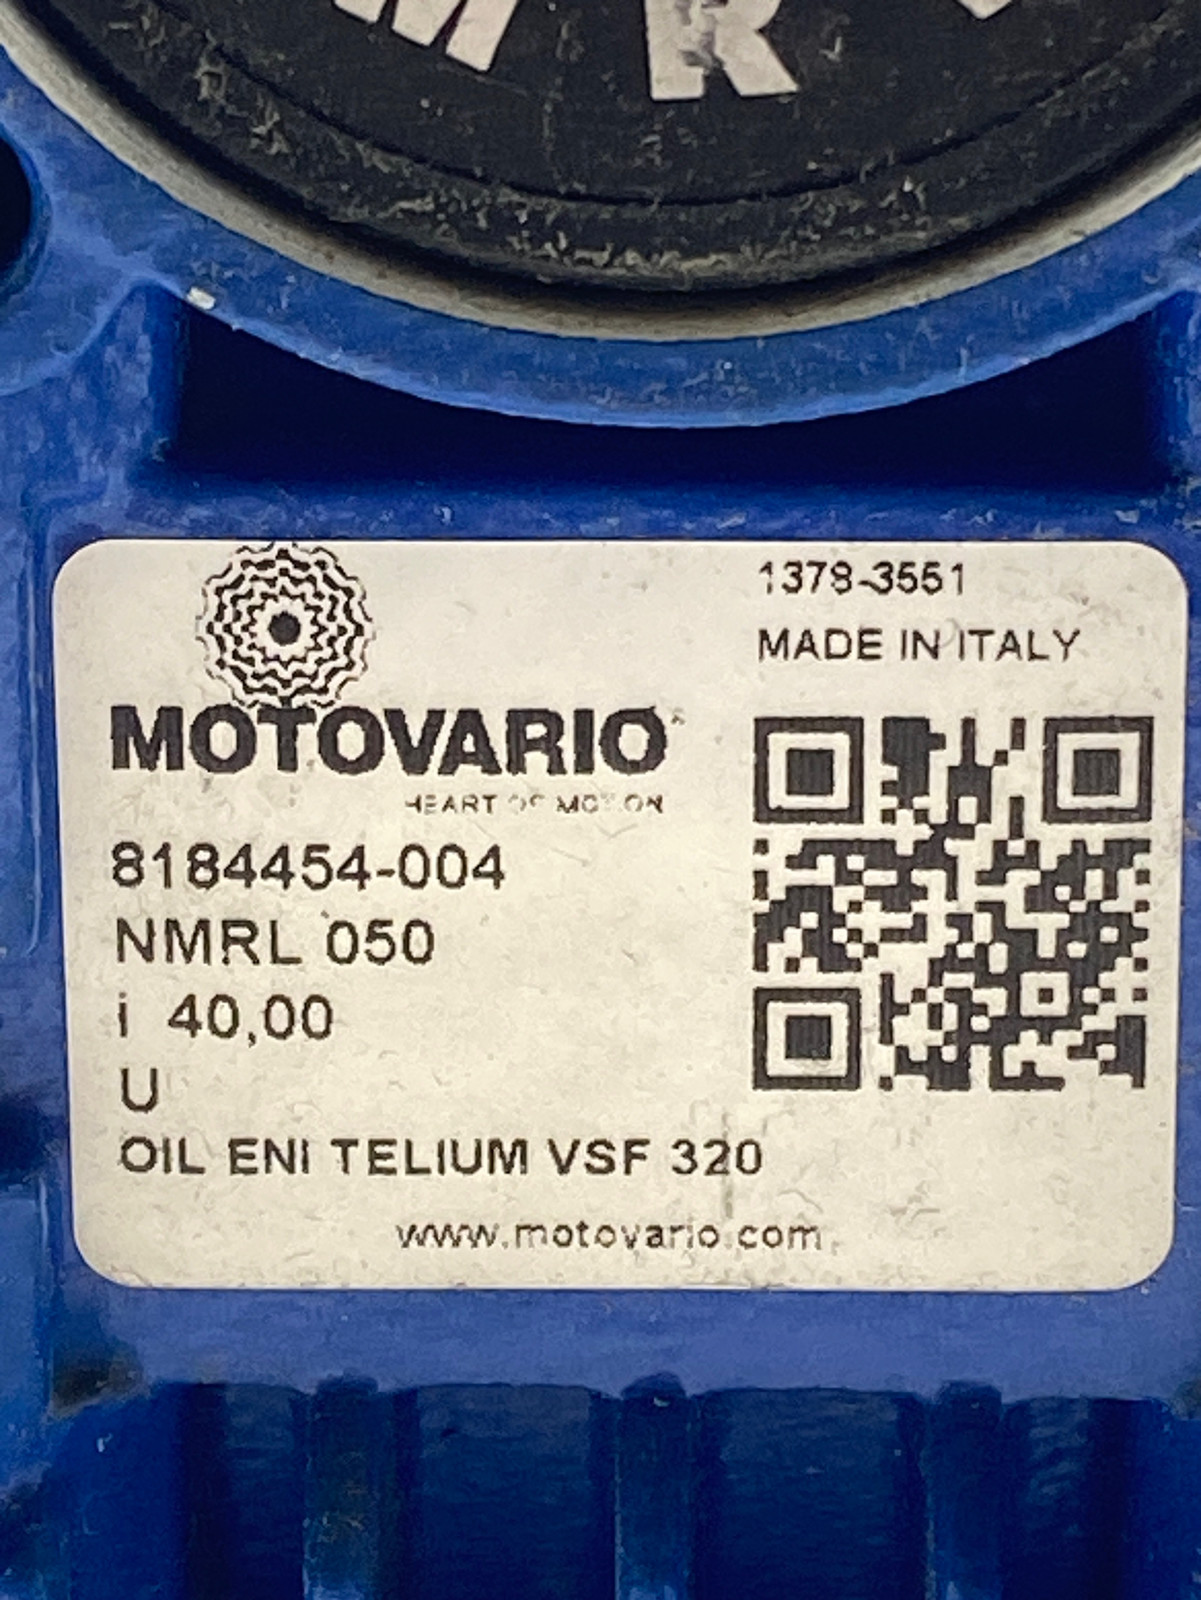 M R
1378-3551
MADE IN ITALY
MOTOVARIO
HEART OF MOTION
8184454-004
NMRL 050
i 40,00
U
OIL ENI TELIUM VSF 320
www.motovario.com